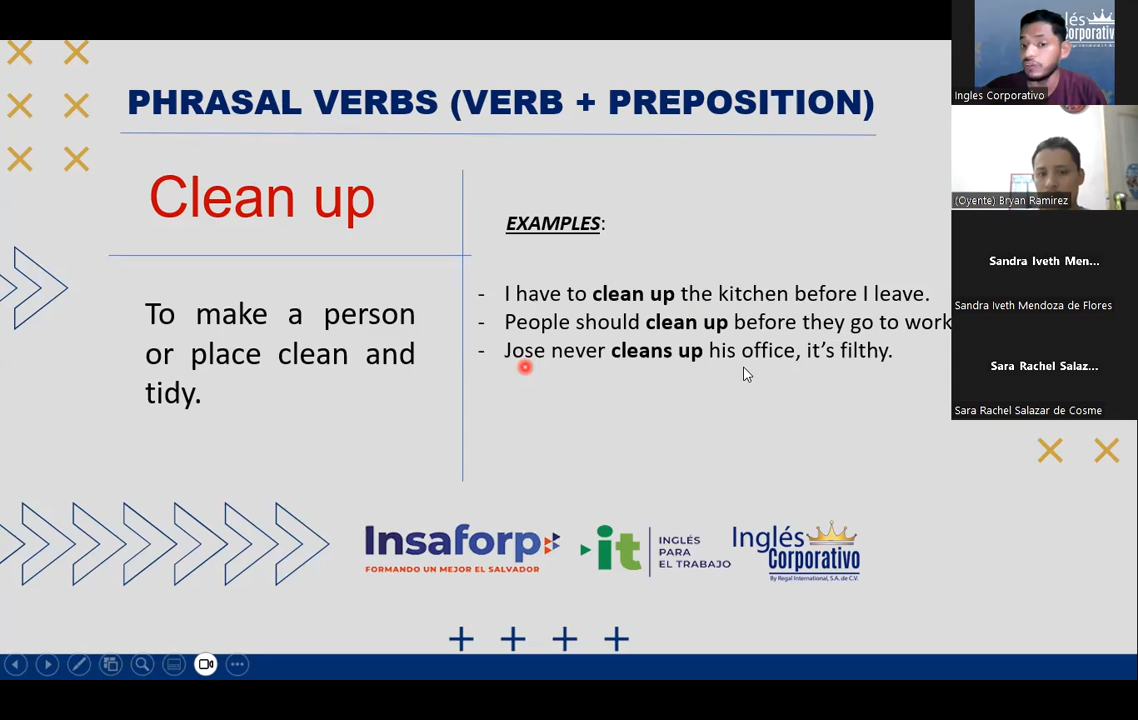 PHRASAL VERBS (VERB + PREPOSITION)
Clean up
To make a person
or place clean and
tidy.
EXAMPLES:
- I have to clean up the kitchen before I leave.
- People should clean up before they go to work
- Jose never cleans up his office, it's filthy.
Insaforp
FORMANDO UN MEJOR EL SALVADOR
it
INGLÉS
PARA
EL TRABAJO
Inglés
Corporativo
By Regal International, S.A. de C.V.
Ingles Corporativo
(Oyente) Bryan Ramirez
Sandra Iveth Men...
Sandra Iveth Mendoza de Flores
Sara Rachel Salaz...
Sara Rachel Salazar de Cosme